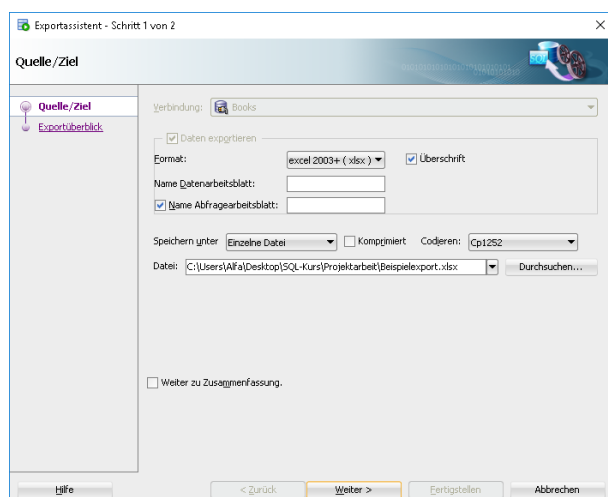 Exportassistent - Schritt 1 von 2
Quelle/Ziel
Quelle/Ziel
Exportüberblick
Verbindung: Books
Daten exportieren
Format: excel 2003+ ( xlsx ) Überschrift
Name Datenarbeitsblatt:
Name Abfragearbeitsblatt:
Speichern unter Einzelne Datei Komprimiert Codieren: Cp1252
Datei: C:\Users\Alfa\Desktop\SQL-Kurs\Projektarbeit\Beispielexport.xlsx Durchsuchen...
Weiter zu Zusammenfassung.
Hilfe < Zurück Weiter > Fertigstellen Abbrechen